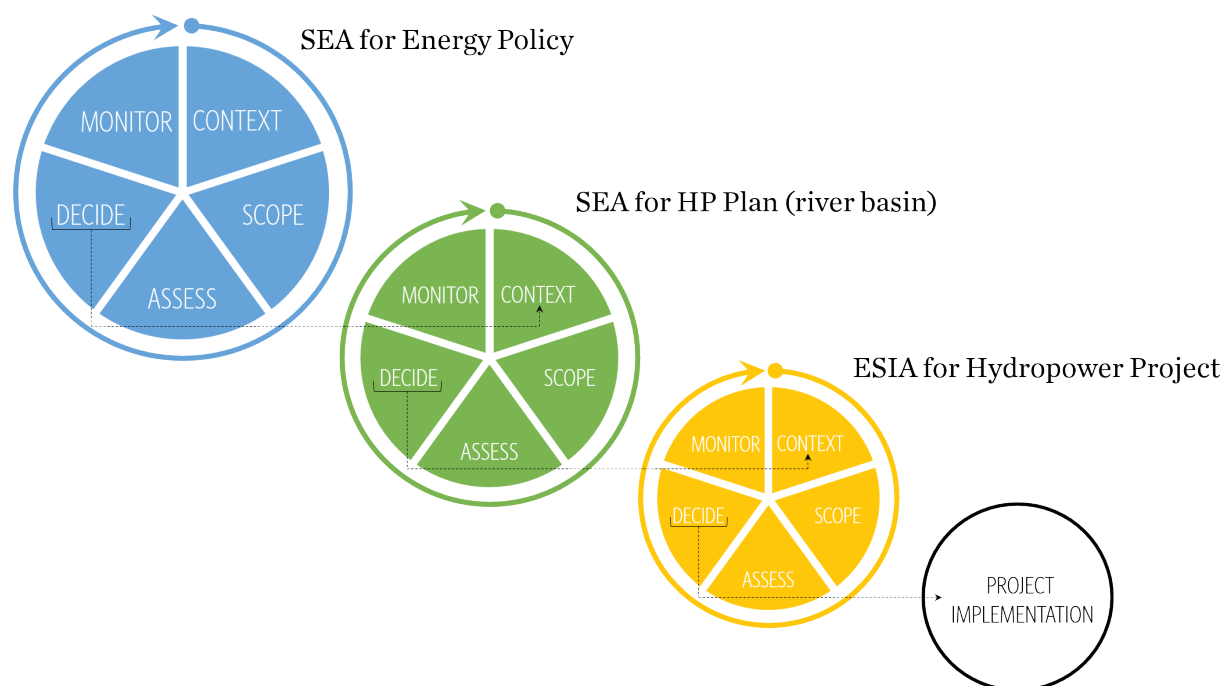 SEA for Energy Policy
MONITOR
CONTEXT
DECIDE
SCOPE
ASSESS
SEA for HP Plan (river basin)
MONITOR
CONTEXT
DECIDE
SCOPE
ASSESS
ESIA for Hydropower Project
MONITOR
CONTEXT
DECIDE
SCOPE
ASSESS
PROJECT
IMPLEMENTATION